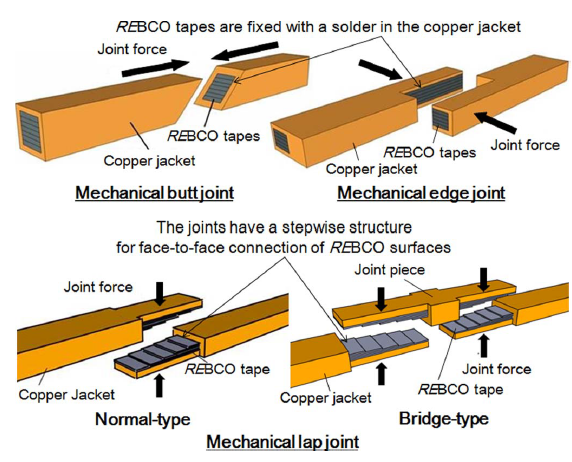 REBCO tapes are fixed with a solder in the copper jacket
Joint force
REBCO tapes
Copper jacket
Mechanical butt joint
REBCO tapes
Joint force
Copper jacket
Mechanical edge joint
The joints have a stepwise structure
for face-to-face connection of REBCO surfaces
Joint force
REBCO tape
Copper Jacket
Normal-type
Joint piece
Joint force
REBCO tape
Copper jacket
Bridge-type
Mechanical lap joint